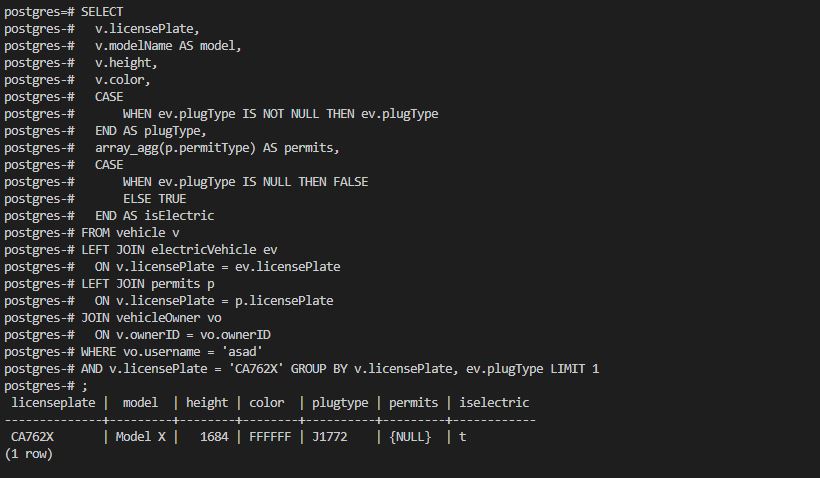 postgres=# SELECT
postgres-#   v.licensePlate,
postgres-#   v.modelName AS model,
postgres-#   v.height,
postgres-#   v.color,
postgres-#   CASE
postgres-#       WHEN ev.plugType IS NOT NULL THEN ev.plugType
postgres-#   END AS plugType,
postgres-#   array_agg(p.permitType) AS permits,
postgres-#   CASE
postgres-#       WHEN ev.plugType IS NULL THEN FALSE
postgres-#       ELSE TRUE
postgres-#   END AS isElectric
postgres-# FROM vehicle v
postgres-# LEFT JOIN electricVehicle ev
postgres-#   ON v.licensePlate = ev.licensePlate
postgres-# LEFT JOIN permits p
postgres-#   ON v.licensePlate = p.licensePlate
postgres-# JOIN vehicleOwner vo
postgres-#   ON v.ownerID = vo.ownerID
postgres-# WHERE vo.username = 'asad'
postgres-# AND v.licensePlate = 'CA762X' GROUP BY v.licensePlate, ev.plugType LIMIT 1
postgres-# ;
 licenseplate |  model  | height | color  | plugtype | permits | iselectric
--------------+---------+--------+--------+----------+---------+------------
 CA762X       | Model X |   1684 | FFFFFF | J1772    | {NULL}  | t
(1 row)